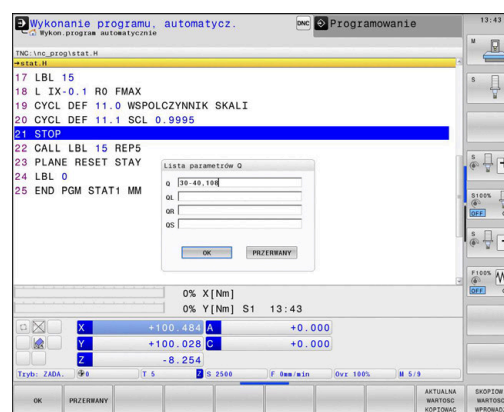 Wykonanie programu, automatycz.
DNC
Programowanie
13:43
Wykon.program automatycznie
TNC:\nc_prog\stat.H
→stat.H
17 LBL 15
18 L IX-0.1 R0 FMAX
19 CYCL DEF 11.0 WSPOLCZYNNIK SKALI
20 CYCL DEF 11.1 SCL 0.9995
21 STOP
22 CALL LBL 15 REP5
23 PLANE RESET STAY
24 LBL 0
25 END PGM STAT1 MM
Lista parametrów Q
Q 30-40,108
QL
QR
QS
OK PRZERWANY
M
S
S
S100%
OFF
S
F100%
OFF
0% X[Nm]
0% Y[Nm] S1 13:43
X +100.484 A +0.000
Y +100.028 C +0.000
Z -8.254
Tryb: ZADA. 0 T 5 Z S 2500 F 0mm/min Ovr 100% M 5/9
OK PRZERWANY
AKTUALNA
WARTOSC
KOPIOWAC